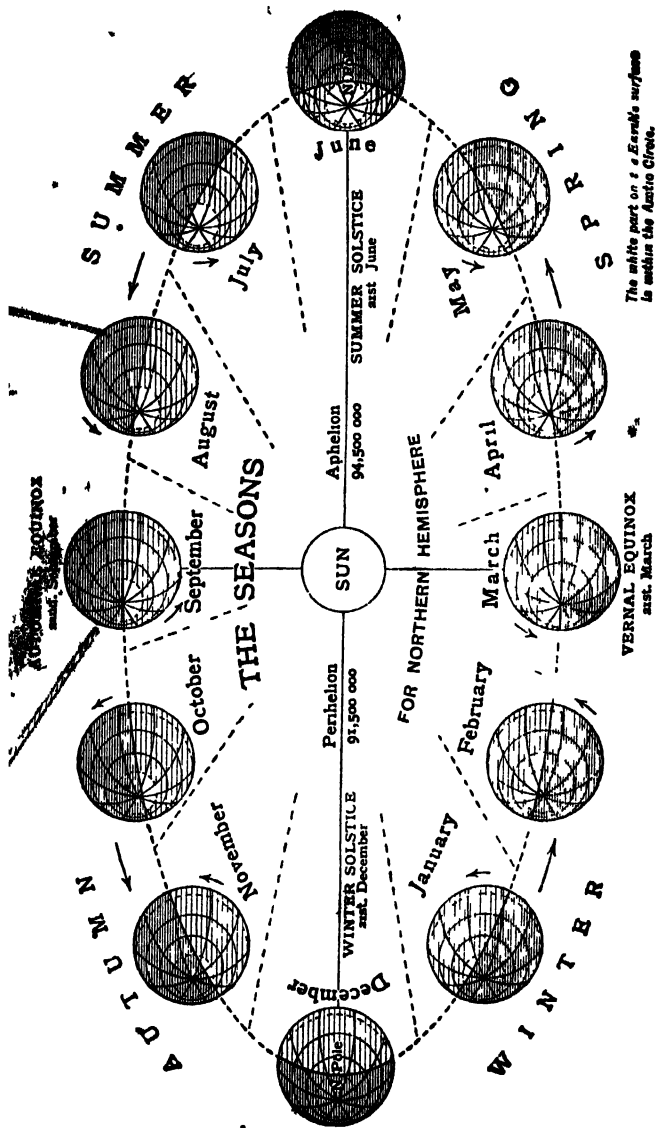 THE SEASONS
FOR NORTHERN HEMISPHERE
SUN
AUTUMN
WINTER
SUMMER
SPRING
December
N Pole
WINTER SOLSTICE
21st. December
Perihelion
91,500 000
Aphelion
94,500 000
SUMMER SOLSTICE
21st June
June
November
October
September
August
July
EQUINOX
January
February
March
April
May
VERNAL EQUINOX
21st. March
The white part on Earth's surface
is within the Arctic Circle.